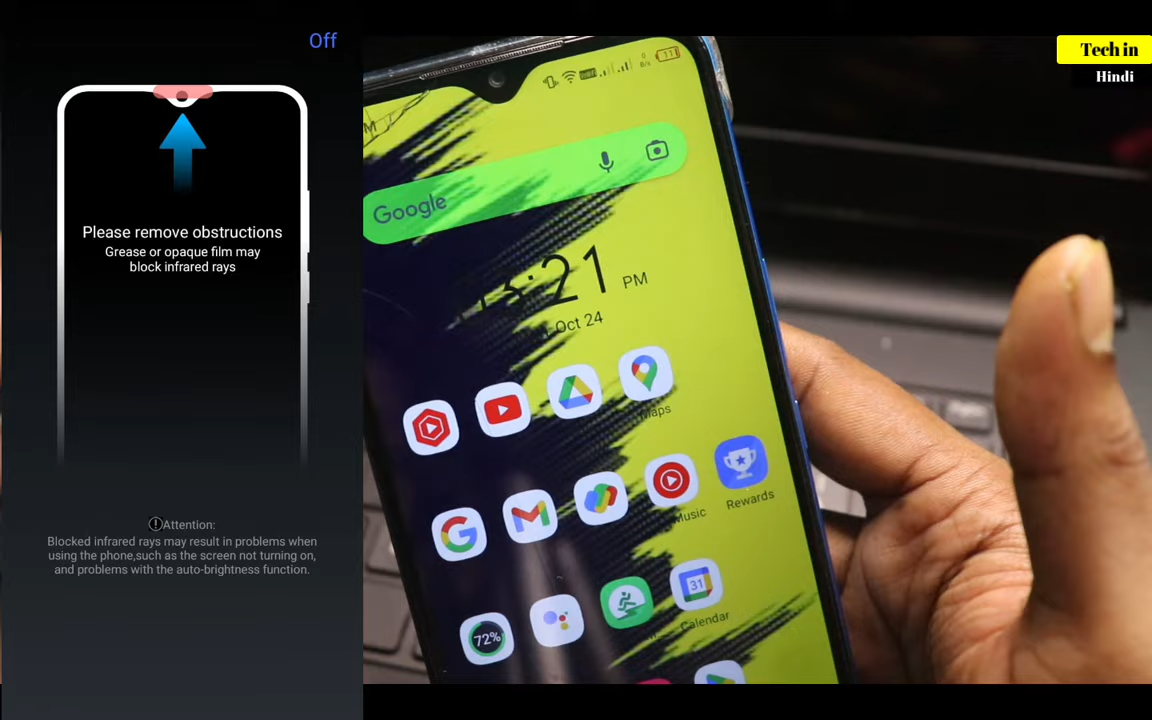 Off
Please remove obstructions
Grease or opaque film may
block infrared rays
Attention:
Blocked infrared rays may result in problems when
using the phone,such as the screen not turning on,
and problems with the auto-brightness function.
Tech in
Hindi
Google
:21 PM
Oct 24
Maps
Rewards
Music
31
Calendar
72%